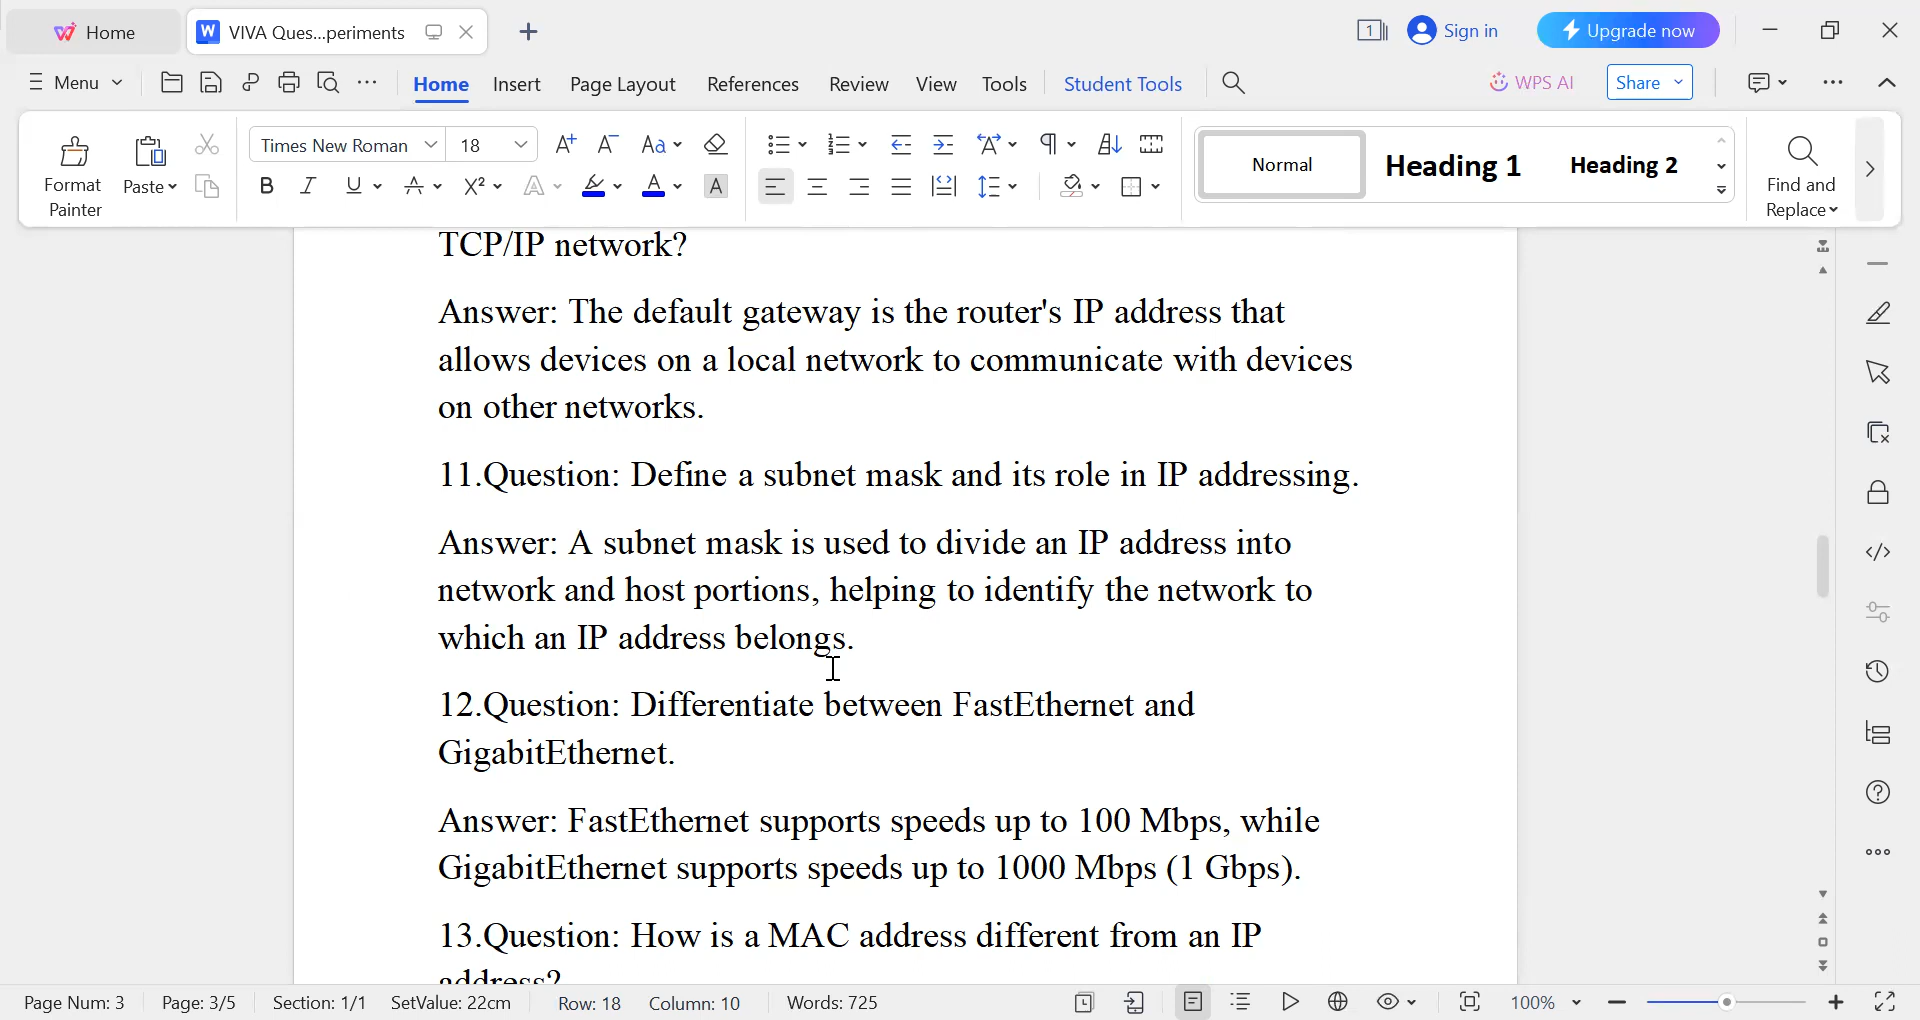 Home
VIVA Ques...periments
Sign in
Upgrade now
Menu
Home
Insert
Page Layout
References
Review
View
Tools
Student Tools
WPS AI
Share
Format
Painter
Paste
Times New Roman
18
Normal
Heading 1
Heading 2
Find and
Replace
TCP/IP network?
Answer: The default gateway is the router's IP address that
allows devices on a local network to communicate with devices
on other networks.
11.Question: Define a subnet mask and its role in IP addressing.
Answer: A subnet mask is used to divide an IP address into
network and host portions, helping to identify the network to
which an IP address belongs.
12.Question: Differentiate between FastEthernet and
GigabitEthernet.
Answer: FastEthernet supports speeds up to 100 Mbps, while
GigabitEthernet supports speeds up to 1000 Mbps (1 Gbps).
13.Question: How is a MAC address different from an IP
address?
Page Num: 3
Page: 3/5
Section: 1/1
SetValue: 22cm
Row: 18
Column: 10
Words: 725
100%